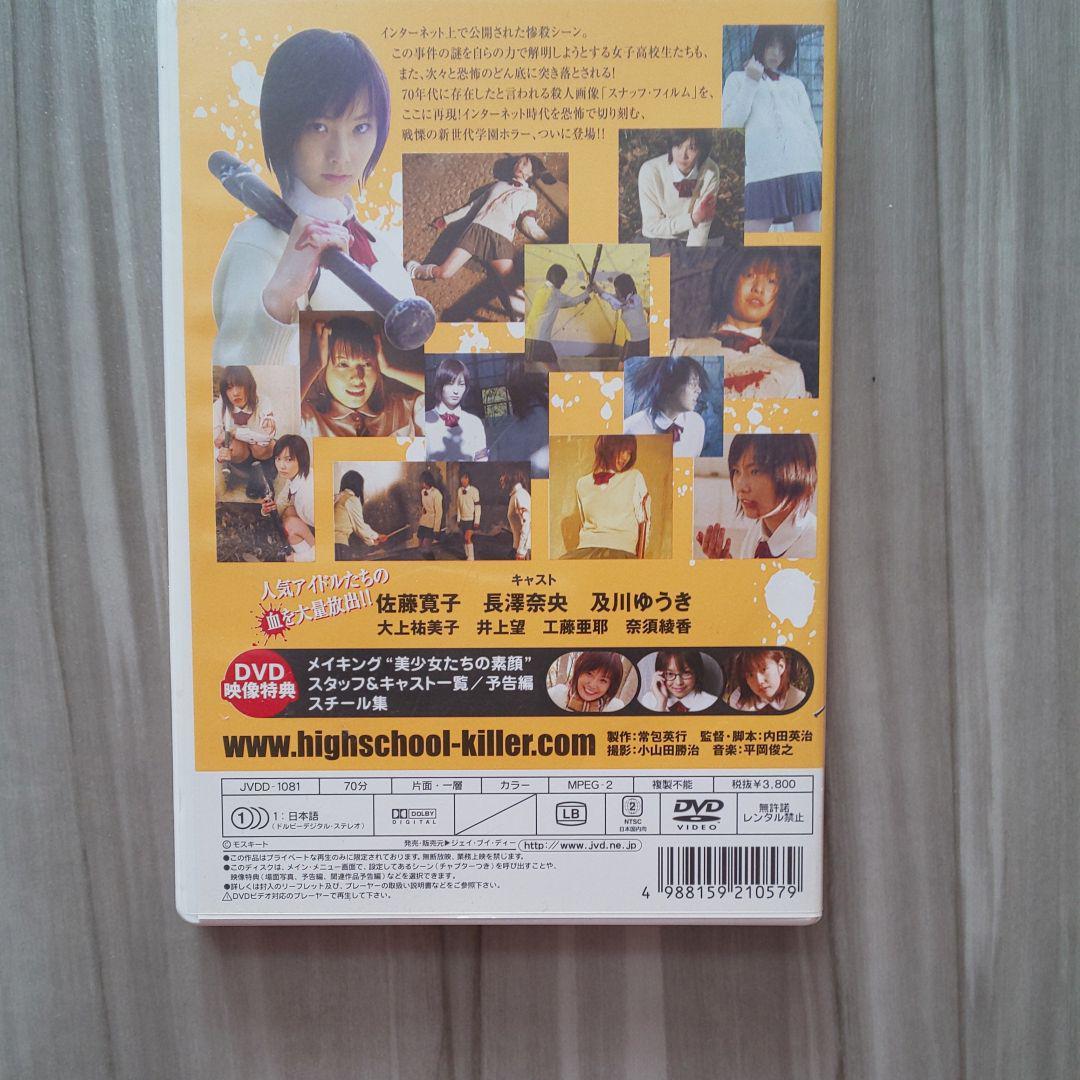 インターネット上で公開された惨殺シーン。
この事件の謎を自らの力で解明しようとする女子高校生たちも、
また、次々と恐怖のどん底に突き落とされる!
70年代に存在したと言われる殺人画像「スナッフ・フィルム」を、
ここに再現!インターネット時代を恐怖で切り刻む、
戦慄の新世代学園ホラー、ついに登場!!
人気アイドルたちの
血を大量放出!!
キャスト
佐藤寛子 長澤奈央 及川ゆうき
大上祐美子 井上望 工藤亜耶 奈須綾香
DVD
映像特典
メイキング“美少女たちの素顔”
スタッフ&キャスト一覧/予告編
スチール集
www.highschool-killer.com
製作:常包英行 監督・脚本:内田英治
撮影:小山田勝治 音楽:平岡俊之
JVDD-1081 70分 片面・一層 カラー MPEG-2 複製不能 税抜¥3,800
1 1:日本語
(ドルビーデジタル・ステレオ)
DOLBY
DIGITAL
LB
2
NTSC
日本国内向
DVD
VIDEO
無許諾
レンタル禁止
©モスキート
発売・販売元▶ジェイ・ブイ・ディー http://www.jvd.ne.jp
●この作品はプライベートな再生のみに限定されております。無断放映、業務上映を禁じます。
●このディスクは、メイン・メニュー画面で、設定してあるシーン(チャプターつき)を呼び出すことや、
特典映像(場面写真、予告編、関連作品予告編)などを選択できます。
●詳しくは封入のリーフレット及び、プレーヤーの取扱い説明書などをご参照下さい。
⚠DVDビデオ対応のプレーヤーで再生して下さい。
4 988159 210579